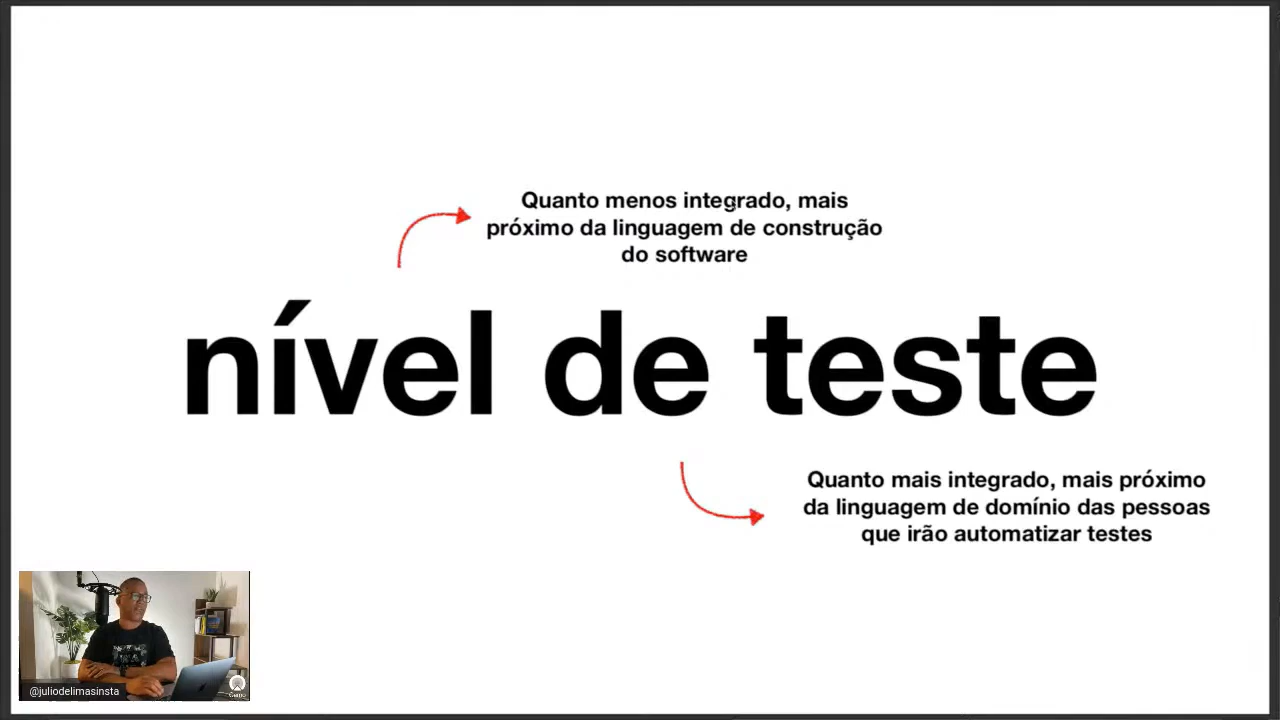 Quanto menos integrado, mais
próximo da linguagem de construção
do software
nível de teste
Quanto mais integrado, mais próximo
da linguagem de domínio das pessoas
que irão automatizar testes
@juliodelimasinsta